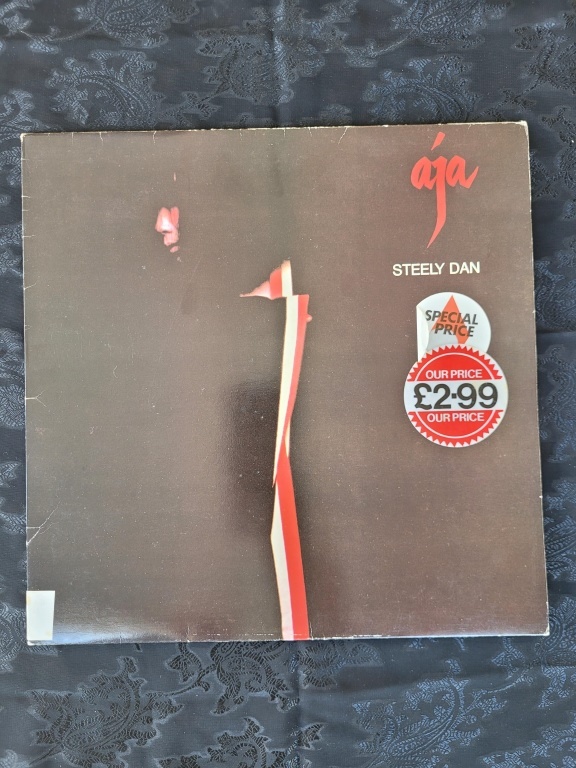 aja
STEELY DAN
SPECIAL
PRICE
OUR PRICE
£2·99
OUR PRICE